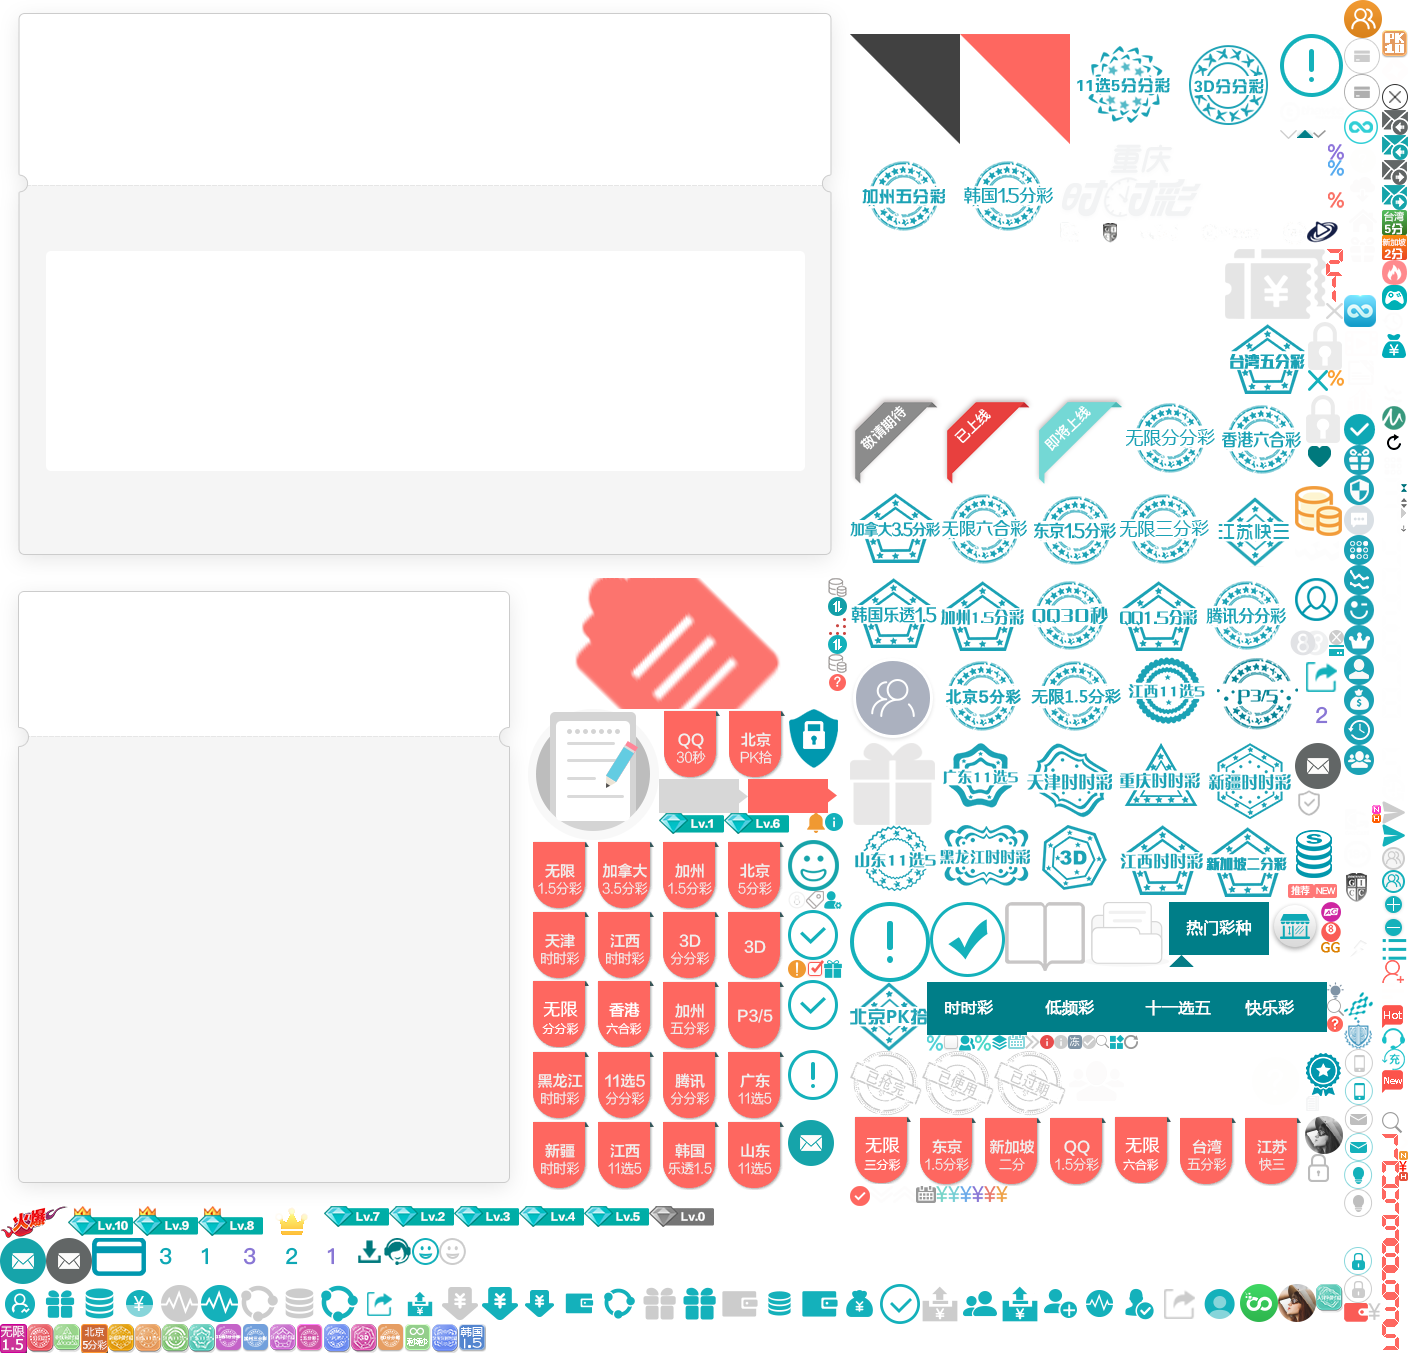 PK
10
11选5分分彩
3D分分彩
重庆
时时彩
加州五分彩
韩国1.5分彩
%
%
%
台湾
5分
新加坡
2分
台湾五分彩
%
敬请期待
已上线
即将上线
无限分分彩
香港六合彩
加拿大3.5分彩
无限六合彩
东京1.5分彩
无限三分彩
江苏快三
韩国乐透1.5
加州1.5分彩
QQ30秒
QQ1.5分彩
腾讯分分彩
北京5分彩
无限1.5分彩
江西11选5
P3/5
2
QQ
30秒
北京
PK拾
广东11选5
天津时时彩
重庆时时彩
新疆时时彩
Lv.1
Lv.6
山东11选5
黑龙江时时彩
3D
江西时时彩
新加坡二分彩
推荐
NEW
无限
1.5分彩
加拿大
3.5分彩
加州
1.5分彩
北京
5分彩
热门彩种
AG
8
GG
天津
时时彩
江西
时时彩
3D
分分彩
3D
北京PK拾
时时彩
低频彩
十一选五
快乐彩
Hot
充
New
无限
分分彩
香港
六合彩
加州
五分彩
P3/5
冻
已抢完
已使用
已过期
黑龙江
时时彩
11选5
分分彩
腾讯
分分彩
广东
11选5
无限
三分彩
东京
1.5分彩
新加坡
二分
QQ
1.5分彩
无限
六合彩
台湾
五分彩
江苏
快三
新疆
时时彩
江西
11选5
韩国
乐透1.5
山东
11选5
¥¥¥¥¥¥
火爆
Lv.10
Lv.9
Lv.8
Lv.7
Lv.2
Lv.3
Lv.4
Lv.5
Lv.0
3
1
3
2
1
无限
1.5
北京
5分彩
韩国
1.5